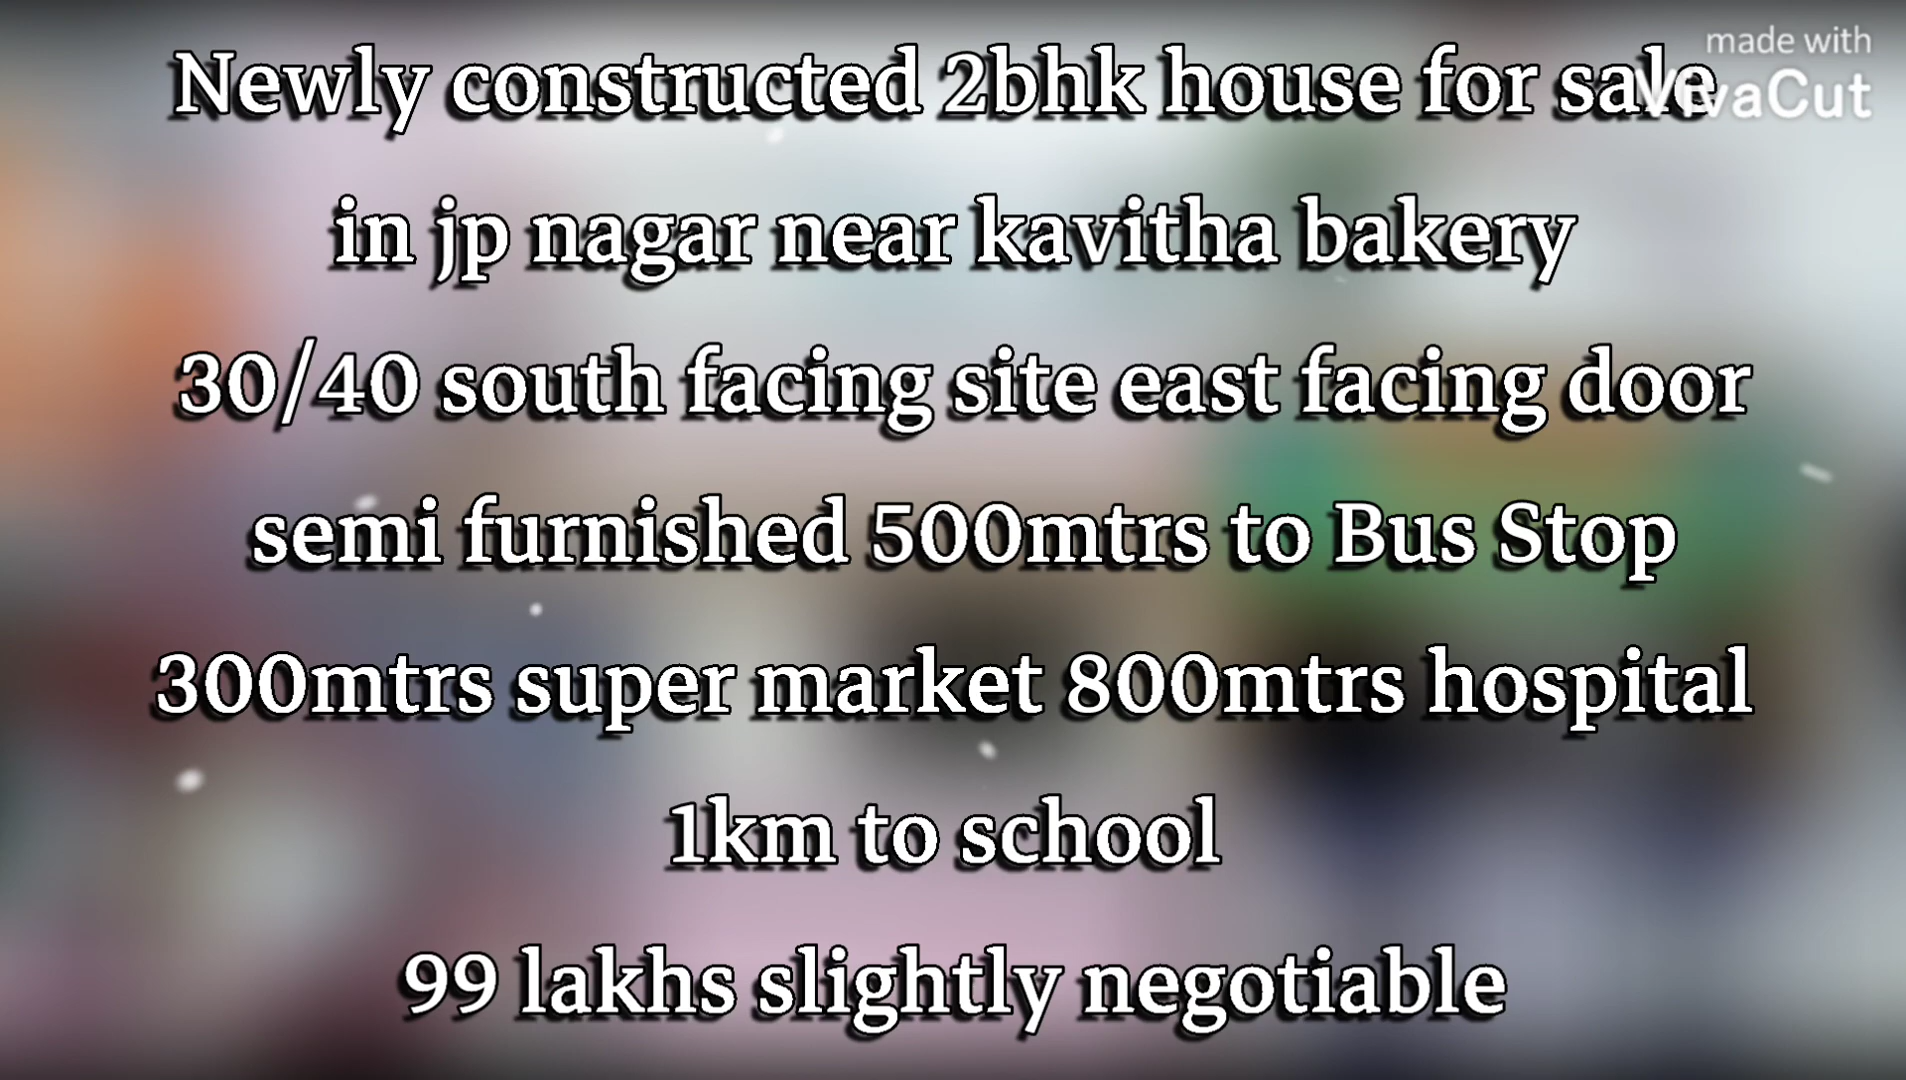 made with
VivaCut
Newly constructed 2bhk house for sale
in jp nagar near kavitha bakery
30/40 south facing site east facing door
semi furnished 500mtrs to Bus Stop
300mtrs super market 800mtrs hospital
1km to school
99 lakhs slightly negotiable